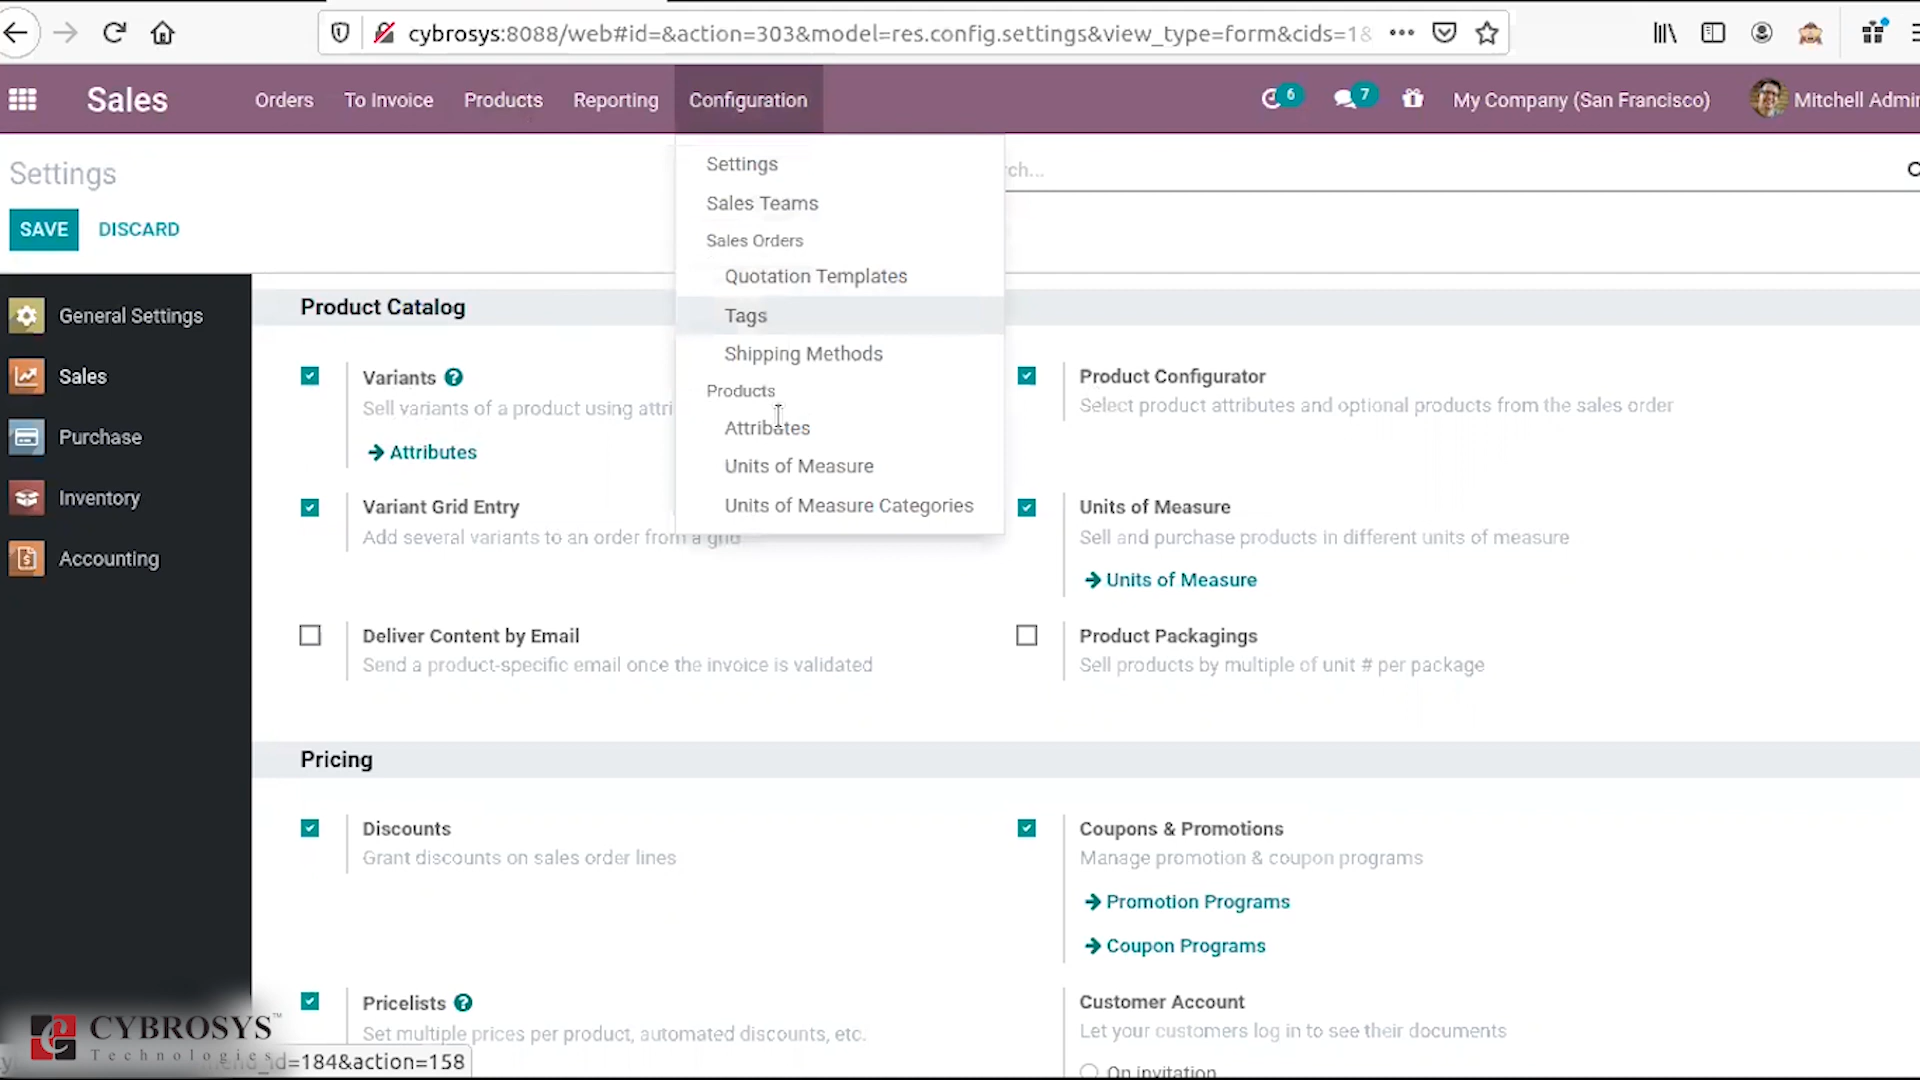 cybrosys:8088/web#id=&action=303&model=res.config.settings&view_type=form&cids=1&
Sales Orders To Invoice Products Reporting Configuration 6 7 My Company (San Francisco) Mitchell Admin
Settings
SAVE DISCARD
Settings
Sales Teams
Sales Orders
Quotation Templates
Tags
Shipping Methods
Products
Attributes
Units of Measure
Units of Measure Categories
General Settings
Sales
Purchase
Inventory
Accounting
Product Catalog
Variants
Sell variants of a product using
Attributes
Product Configurator
Select product attributes and optional products from the sales order
Variant Grid Entry
Add several variants to an order from a grid
Units of Measure
Sell and purchase products in different units of measure
Units of Measure
Deliver Content by Email
Send a product-specific email once the invoice is validated
Product Packagings
Sell products by multiple of unit # per package
Pricing
Discounts
Grant discounts on sales order lines
Coupons & Promotions
Manage promotion & coupon programs
Promotion Programs
Coupon Programs
Pricelists
Set multiple prices per product, automated discounts, etc.
Customer Account
Let your customers log in to see their documents
On invitation
CYBROSYS™
Technologies
id=184&action=158